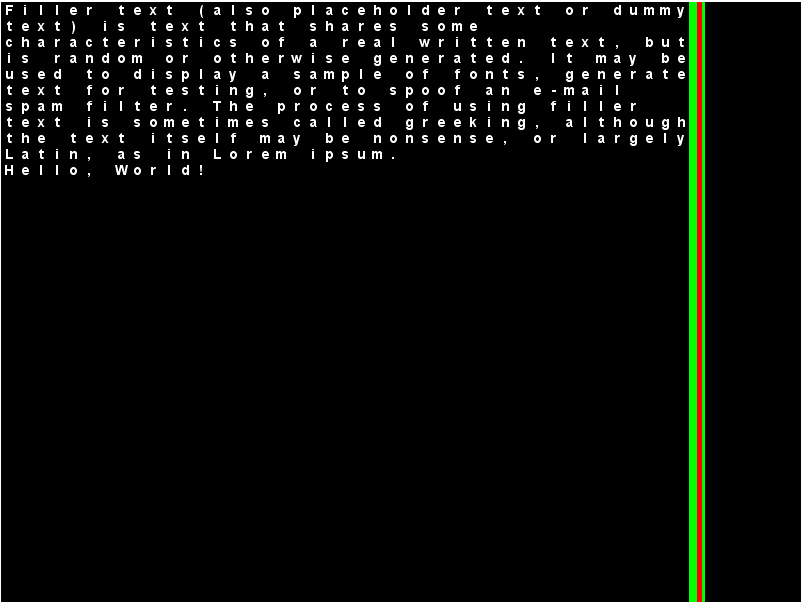 Filler text (also placeholder text or dummy
text) is text that shares some
characteristics of a real written text, but
is random or otherwise generated. It may be
used to display a sample of fonts, generate
text for testing, or to spoof an e-mail
spam filter. The process of using filler
text is sometimes called greeking, although
the text itself may be nonsense, or largely
Latin, as in Lorem ipsum.
Hello, World!